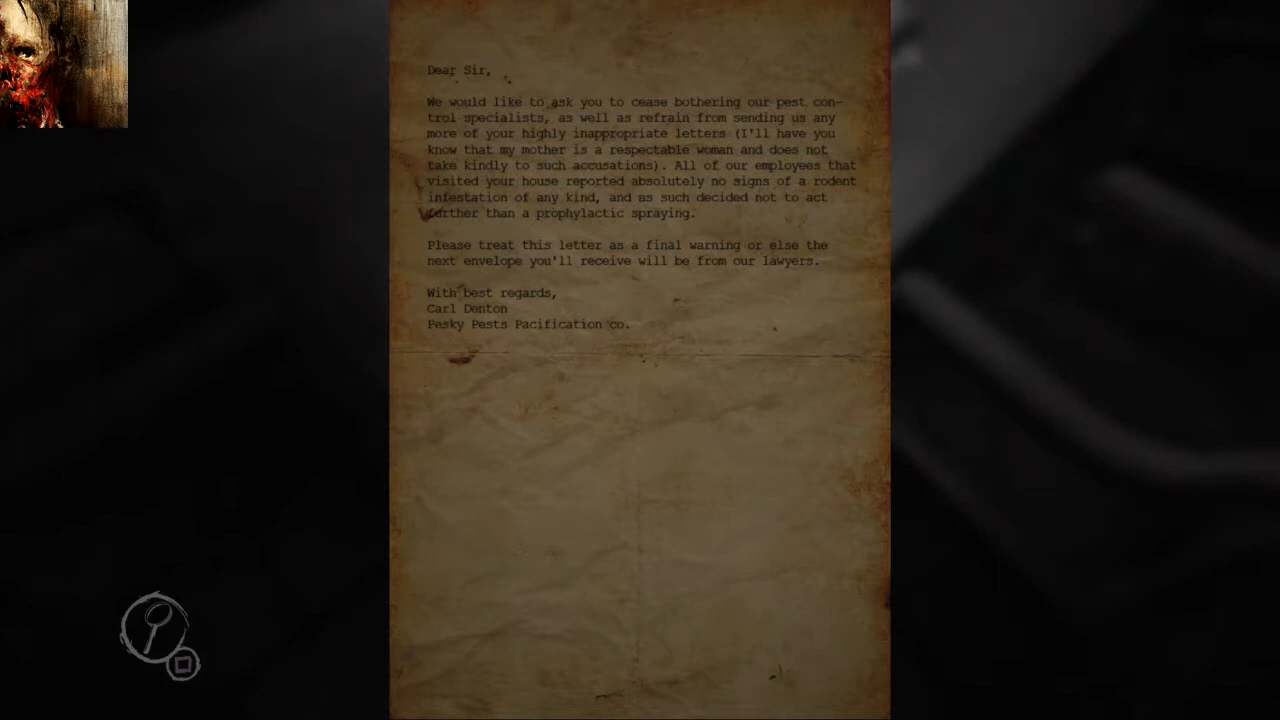 Dear Sir,
We would like to ask you to cease bothering our pest con-
trol specialists, as well as refrain from sending us any
more of your highly inappropriate letters (I'll have you
know that my mother is a respectable woman and does not
take kindly to such accusations). All of our employees that
visited your house reported absolutely no signs of a rodent
infestation of any kind, and as such decided not to act
further than a prophylactic spraying.
Please treat this letter as a final warning or else the
next envelope you'll receive will be from our lawyers.
With best regards,
Carl Denton
Pesky Pests Pacification co.